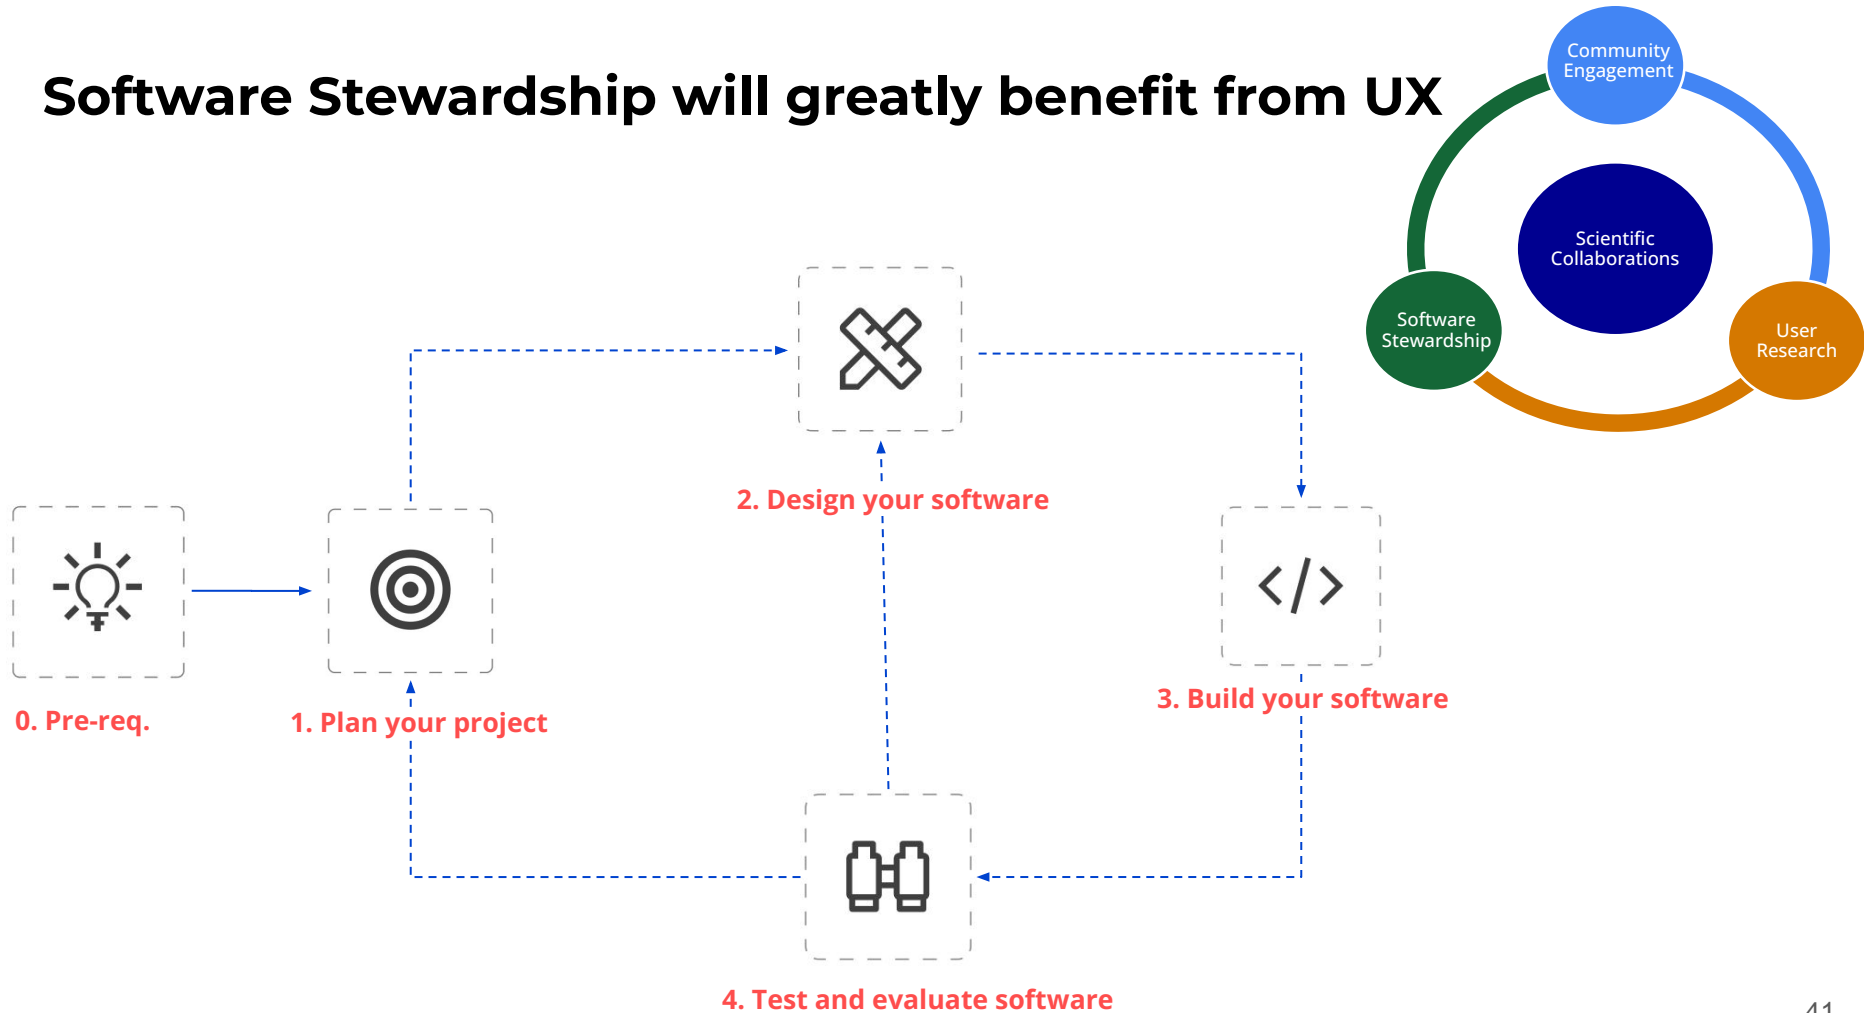 Software Stewardship will greatly benefit from UX
Community
Engagement
Scientific
Collaborations
Software
Stewardship
User
Research
2. Design your software
3. Build your software
0. Pre-req.
1. Plan your project
4. Test and evaluate software
41